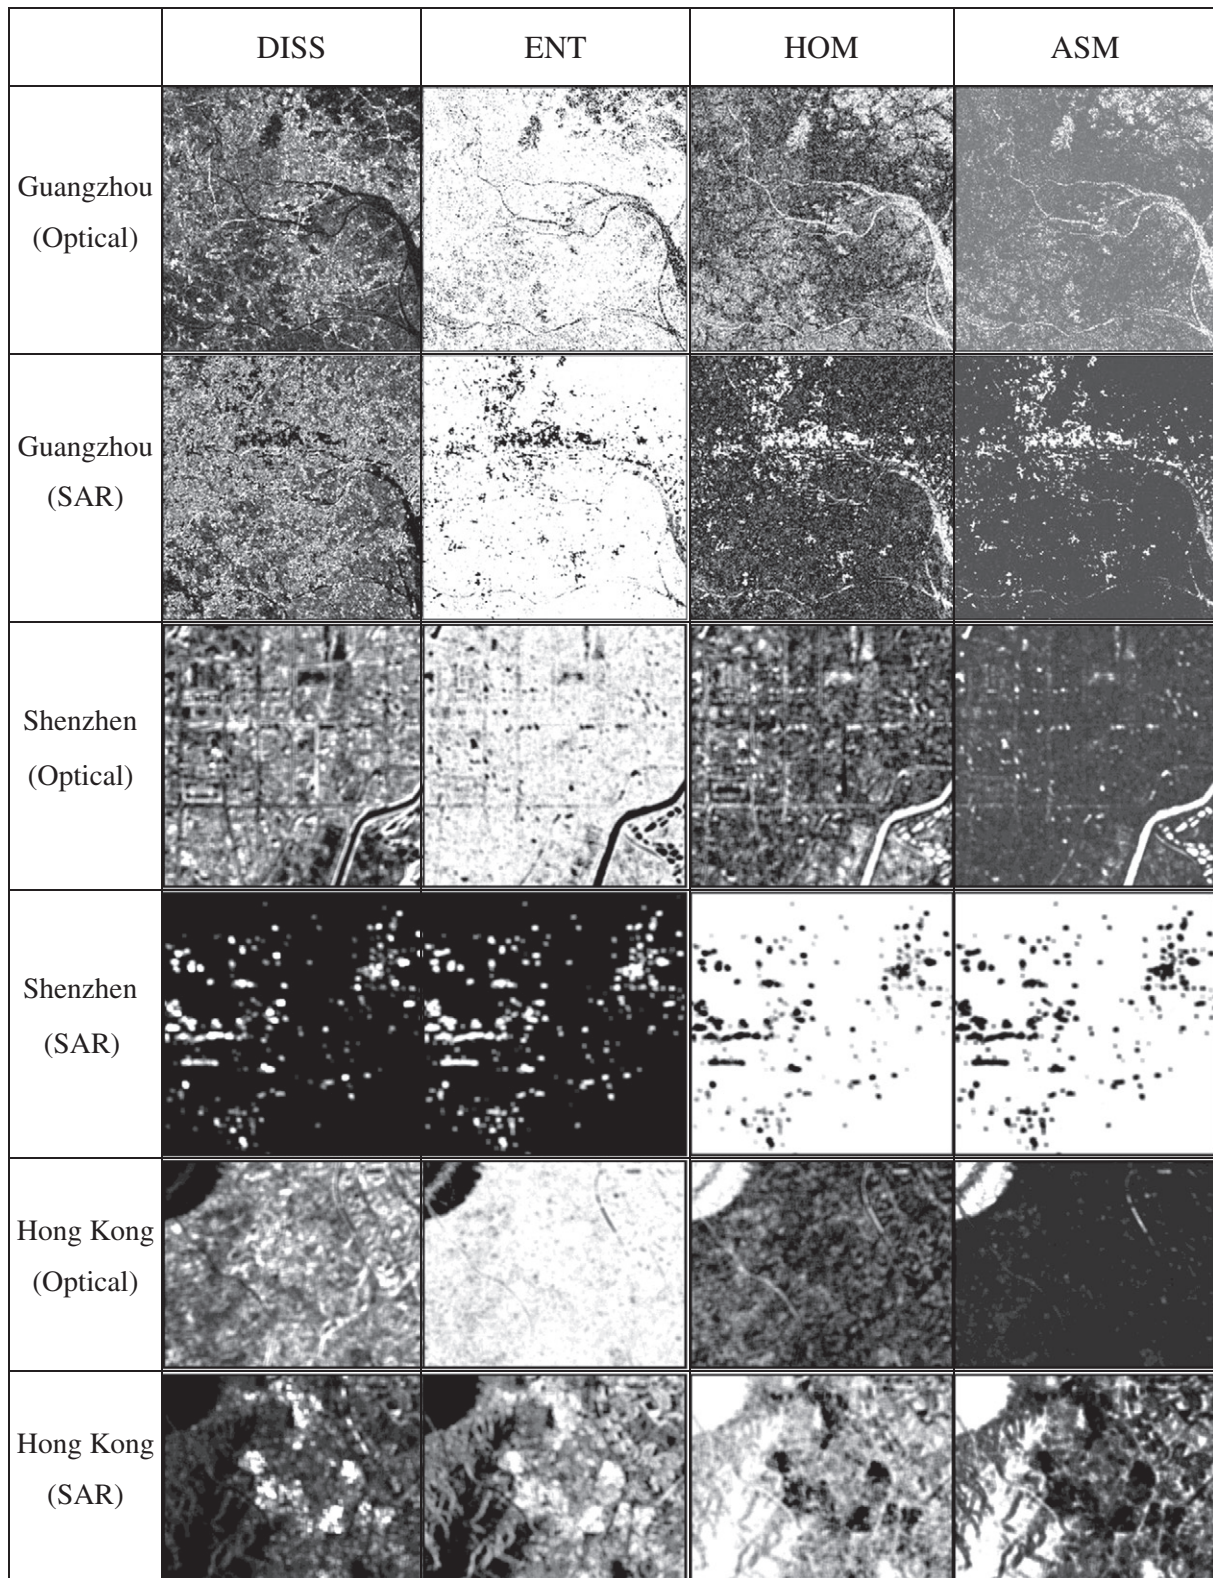 DISS ENT HOM ASM
Guangzhou
(Optical)
Guangzhou
(SAR)
Shenzhen
(Optical)
Shenzhen
(SAR)
Hong Kong
(Optical)
Hong Kong
(SAR)